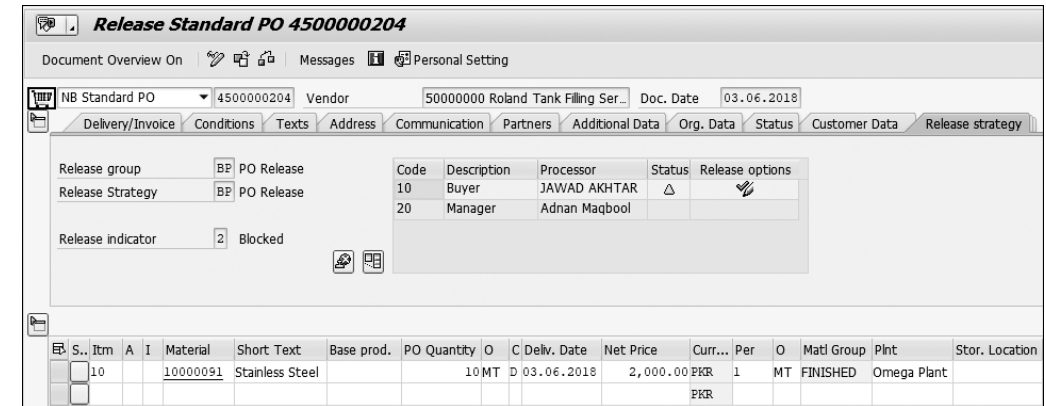 Release Standard PO 4500000204
Document Overview On Messages Personal Setting
NB Standard PO 4500000204 Vendor 50000000 Roland Tank Filling Ser... Doc. Date 03.06.2018
Delivery/Invoice Conditions Texts Address Communication Partners Additional Data Org. Data Status Customer Data Release strategy
Release group BP PO Release
Code Description Processor Status Release options
Release Strategy BP PO Release
10 Buyer JAWAD AKHTAR
20 Manager Adnan Maqbool
Release indicator 2 Blocked
S.. Itm A I Material Short Text Base prod. PO Quantity O C Deliv. Date Net Price Curr... Per O Matl Group Plnt Stor. Location
10 10000091 Stainless Steel 10 MT D 03.06.2018 2,000.00 PKR 1 MT FINISHED Omega Plant
PKR